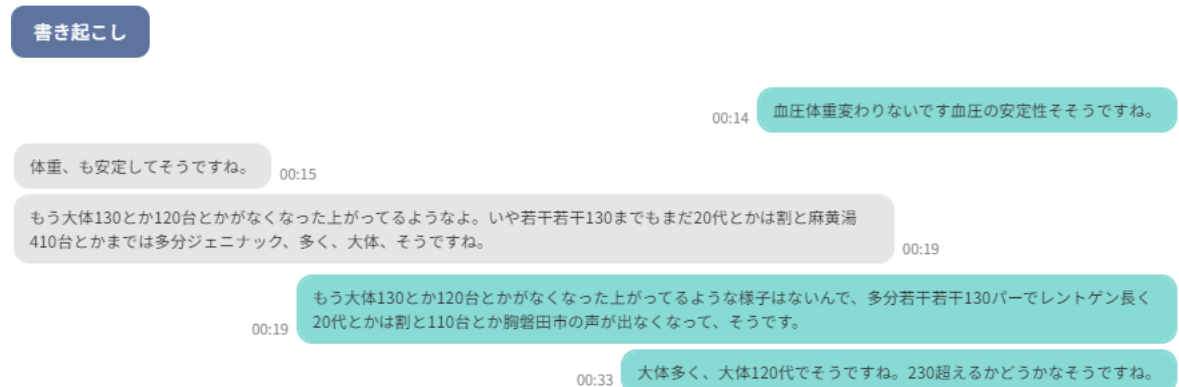 書き起こし
00:14
血圧体重変わりないです血圧の安定性そそうですね。
体重、も安定してそうですね。
00:15
もう大体130とか120台とかがなくなった上がってるようなよ。いや若干若干130までもまだ20代とかは割と麻黄湯
410台とかまでは多分ジェニナック、多く、大体、そうですね。
00:19
もう大体130とか120台とかがなくなった上がってるような様子はないんで、多分若干若干130パーでレントゲン長く
20代とかは割と110台とか胸磐田市の声が出なくなって、そうです。
00:19
大体多く、大体120代でそうですね。230超えるかどうかなそうですね。
00:33